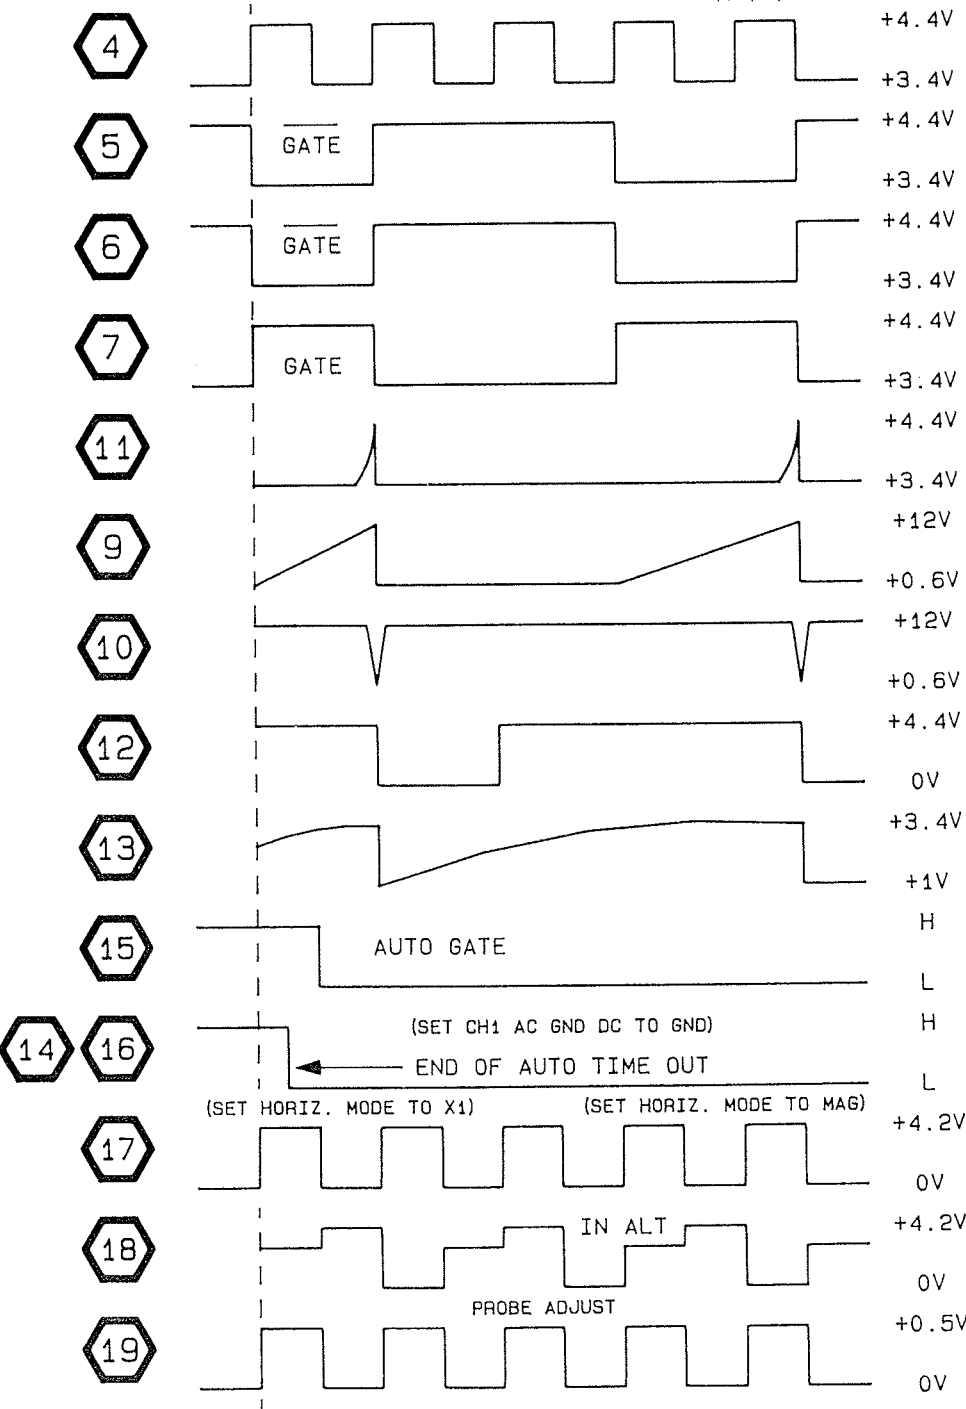 4 +4.4V
+3.4V
5 GATE +4.4V
+3.4V
6 GATE +4.4V
+3.4V
7 GATE +4.4V
+3.4V
11 +4.4V
+3.4V
9 +12V
+0.6V
10 +12V
+0.6V
12 +4.4V
0V
13 +3.4V
+1V
15 AUTO GATE H
L
14 16 (SET CH1 AC GND DC TO GND) H
END OF AUTO TIME OUT
L
(SET HORIZ. MODE TO X1) (SET HORIZ. MODE TO MAG)
17 +4.2V
0V
18 IN ALT +4.2V
0V
PROBE ADJUST
19 +0.5V
0V